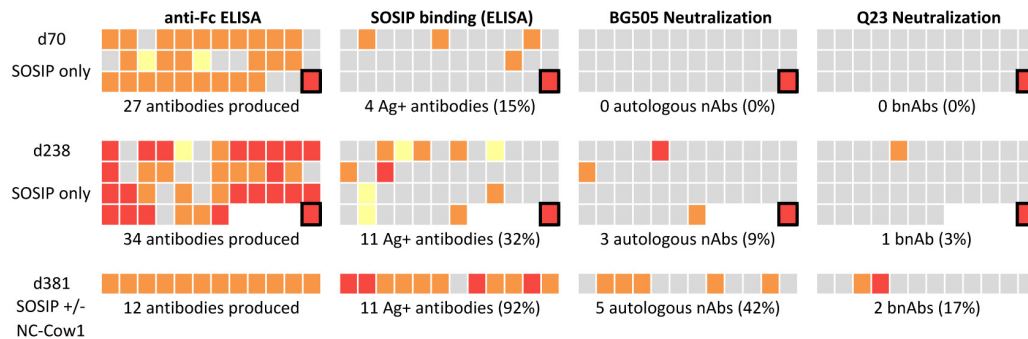 anti-Fc ELISA SOSIP binding (ELISA) BG505 Neutralization Q23 Neutralization
d70
SOSIP only
27 antibodies produced 4 Ag+ antibodies (15%) 0 autologous nAbs (0%) 0 bnAbs (0%)
d238
SOSIP only
34 antibodies produced 11 Ag+ antibodies (32%) 3 autologous nAbs (9%) 1 bnAb (3%)
d381
SOSIP +/-
NC-Cow1
12 antibodies produced 11 Ag+ antibodies (92%) 5 autologous nAbs (42%) 2 bnAbs (17%)